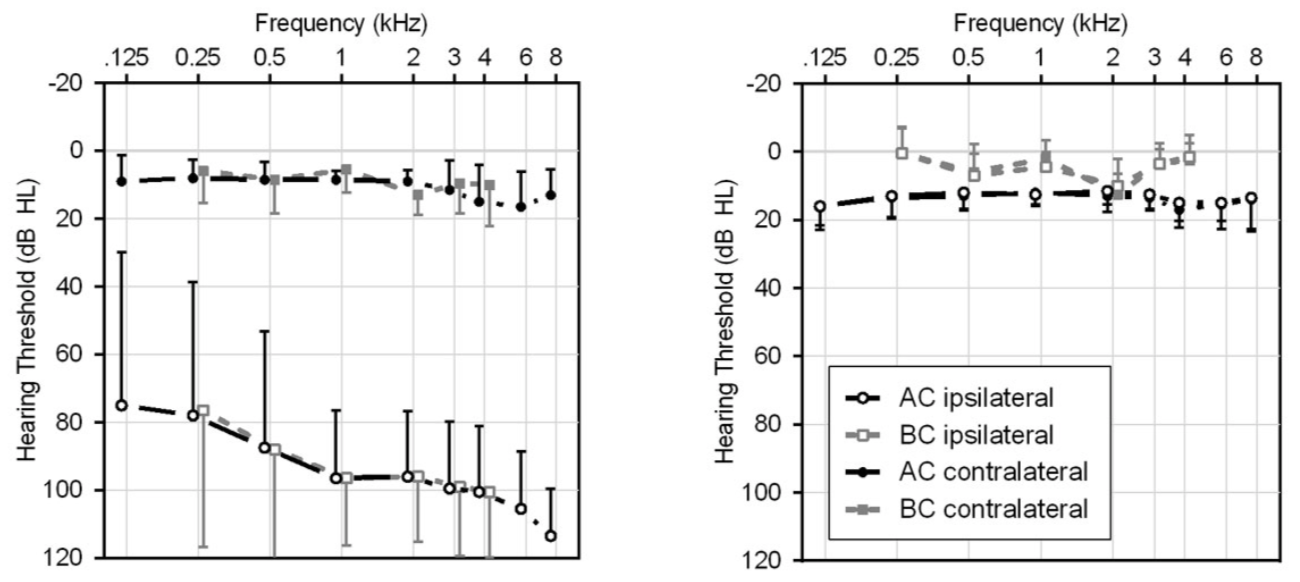 Frequency (kHz)
.125 0.25 0.5 1 2 3 4 6 8
-20
0
20
40
60
80
100
120
Hearing Threshold (dB HL)
Frequency (kHz)
.125 0.25 0.5 1 2 3 4 6 8
-20
0
20
40
60
80
100
120
Hearing Threshold (dB HL)
AC ipsilateral
BC ipsilateral
AC contralateral
BC contralateral